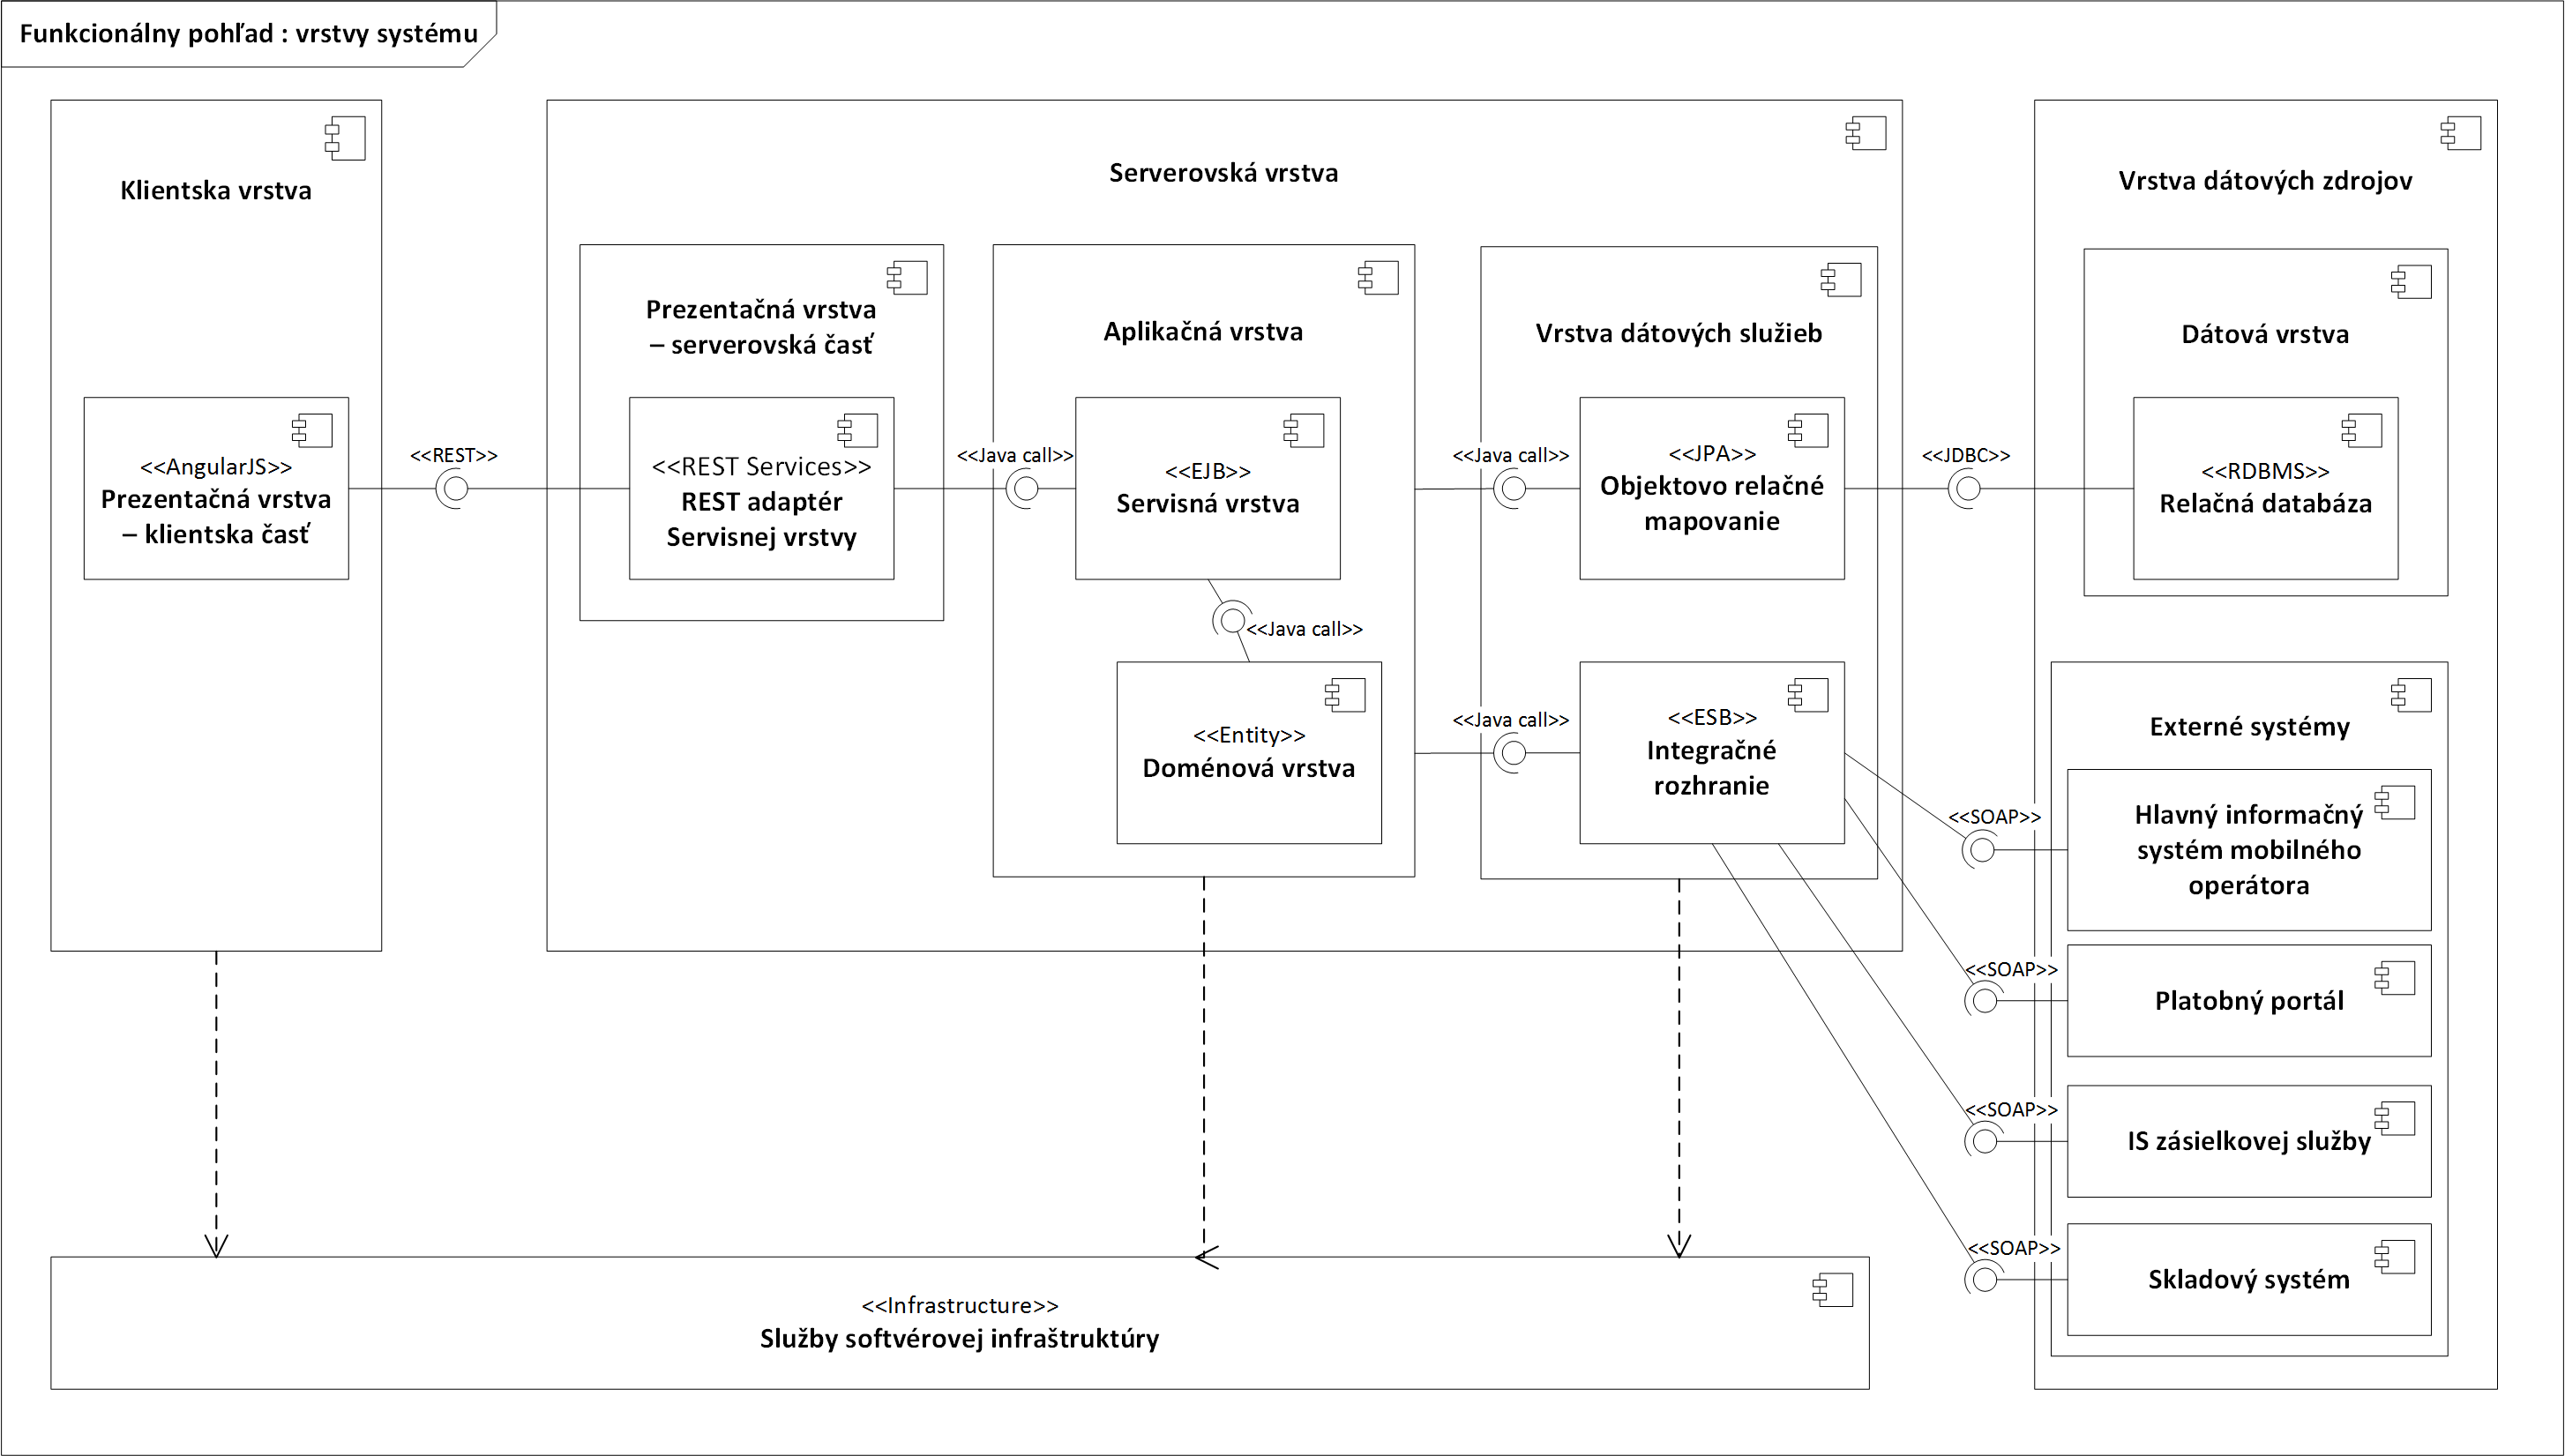 Funkcionálny pohľad : vrstvy systému
Klientska vrstva
<<AngularJS>>
Prezentačná vrstva
– klientska časť
<<REST>>
Serverovská vrstva
Prezentačná vrstva
– serverovská časť
<<REST Services>>
REST adaptér
Servisnej vrstvy
<<Java call>>
Aplikačná vrstva
<<EJB>>
Servisná vrstva
<<Java call>>
<<Entity>>
Doménová vrstva
<<Java call>>
<<Java call>>
Vrstva dátových služieb
<<JPA>>
Objektovo relačné
mapovanie
<<ESB>>
Integračné
rozhranie
<<JDBC>>
<<SOAP>>
<<SOAP>>
<<SOAP>>
<<SOAP>>
Vrstva dátových zdrojov
Dátová vrstva
<<RDBMS>>
Relačná databáza
Externé systémy
Hlavný informačný
systém mobilného
operátora
Platobný portál
IS zásielkovej služby
Skladový systém
<<Infrastructure>>
Služby softvérovej infraštruktúry